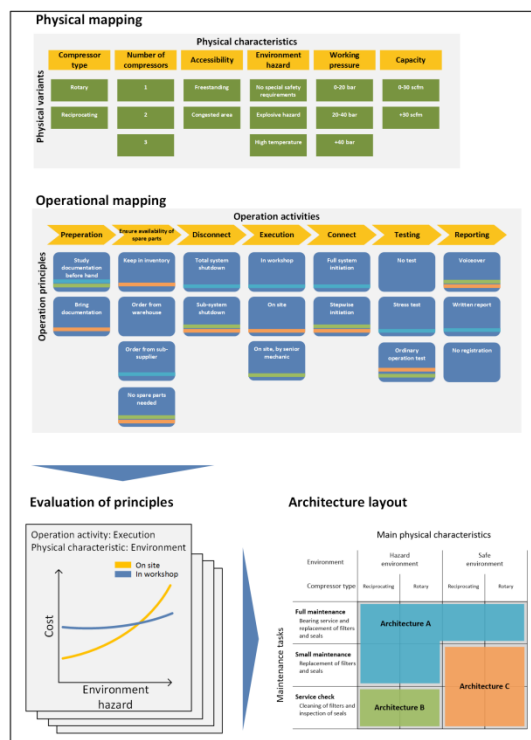 Physical mapping
Physical characteristics
Physical variants
Compressor
type
Number of
compressors
Accessibility
Environment
hazard
Working
pressure
Capacity
Rotary
1
Freestanding
No special safety
requirements
0-20 bar
0-30 scfm
Reciprocating
2
Congested area
Explosive hazard
20-40 bar
+30 scfm
3
High temperature
+40 bar
Operational mapping
Operation activities
Operation principles
Preperation
Ensure availability of
spare parts
Disconnect
Execution
Connect
Testing
Reporting
Study
documentation
before hand
Keep in inventory
Total system
shutdown
In workshop
Full system
initiation
No test
Voiceover
Bring
documentation
Order from
warehouse
Sub-system
shutdown
On site
Stepwise
initiation
Stress test
Written report
Order from sub-
supplier
On site, by senior
mechanic
Ordinary
operation test
No registration
No spare parts
needed
Evaluation of principles
Operation activity: Execution
Physical characteristic: Environment
On site
In workshop
Cost
Environment
hazard
Architecture layout
Main physical characteristics
Environment
Hazard
environment
Safe
environment
Compressor type
Reciprocating
Rotary
Reciprocating
Rotary
Maintenance tasks
Full maintenance
Bearing service and
replacement of filters
and seals
Architecture A
Small maintenance
Replacement of filters
and seals
Architecture C
Service check
Cleaning of filters and
inspection of seals
Architecture B